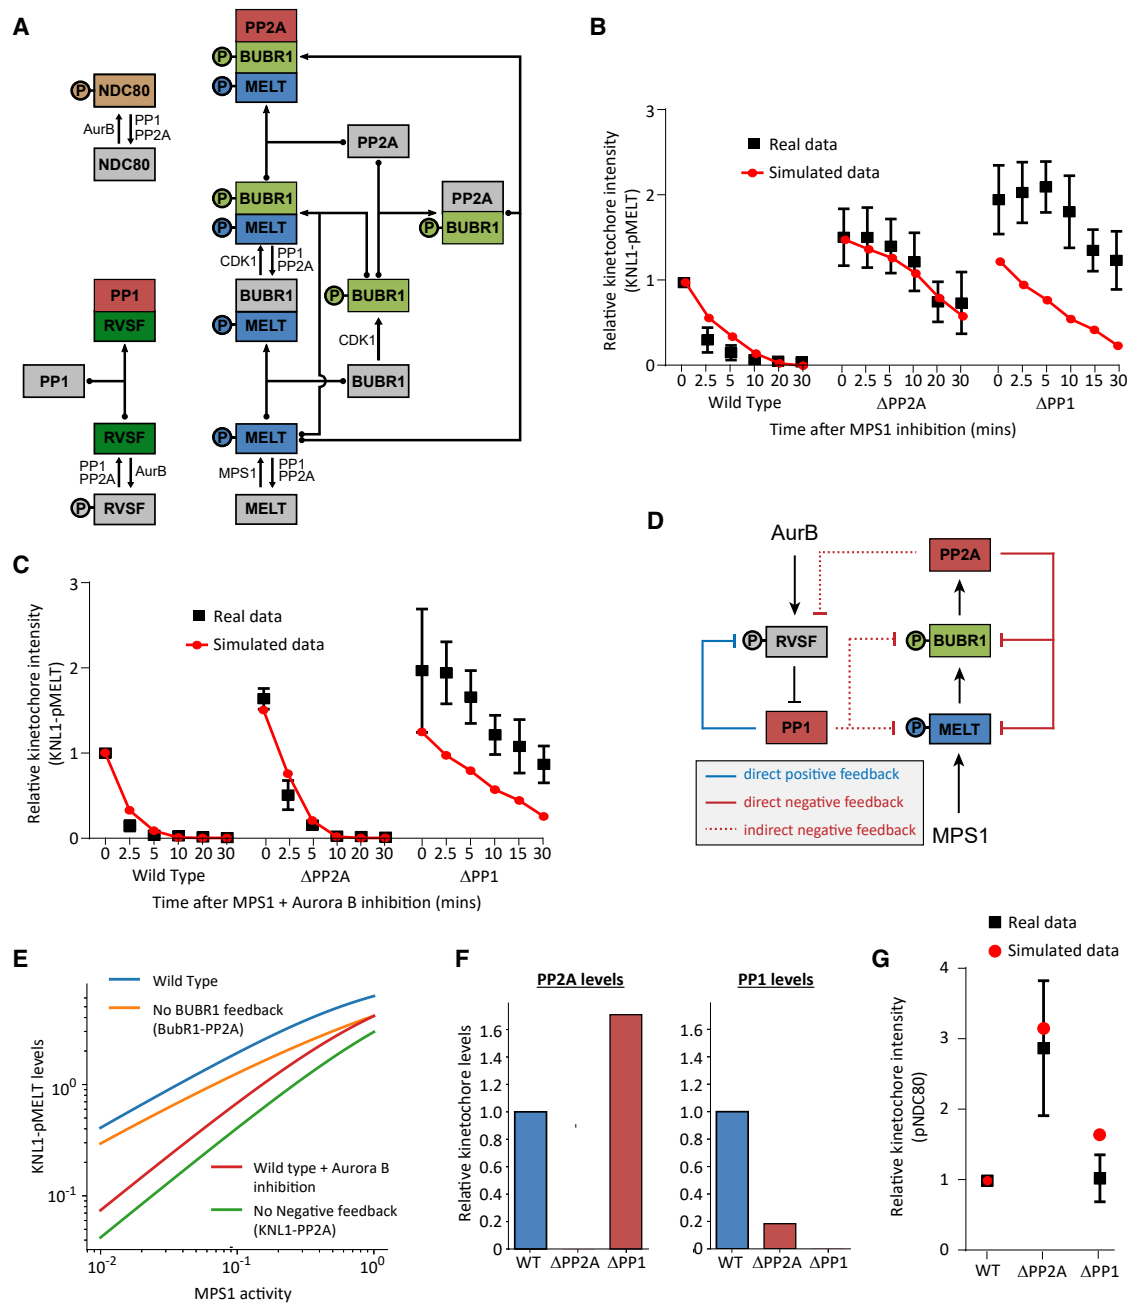 A
PP2A
P BUBR1
P MELT
P NDC80
AurB
PP1
PP2A
NDC80
PP2A
P BUBR1
P MELT
PP2A
P BUBR1
CDK1
PP1
PP2A
BUBR1
P MELT
P BUBR1
CDK1
BUBR1
PP1
RVSF
PP1
RVSF
PP1
PP2A
AurB
P RVSF
P MELT
MPS1
PP1
PP2A
MELT
B
Relative kinetochore intensity
(KNL1-pMELT)
3
2
1
0
Real data
Simulated data
0 2.5 5 10 20 30
0 2.5 5 10 20 30
0 2.5 5 10 15 30
Wild Type
ΔPP2A
ΔPP1
Time after MPS1 inhibition (mins)
C
Relative kinetochore intensity
(KNL1-pMELT)
3
2
1
0
Real data
Simulated data
0 2.5 5 10 20 30
0 2.5 5 10 20 30
0 2.5 5 10 15 30
Wild Type
ΔPP2A
ΔPP1
Time after MPS1 + Aurora B inhibition (mins)
D
AurB
PP2A
P RVSF
P BUBR1
PP1
P MELT
direct positive feedback
direct negative feedback
indirect negative feedback
MPS1
E
KNL1-pMELT levels
10⁰
10⁻¹
Wild Type
No BUBR1 feedback
(BubR1-PP2A)
Wild type + Aurora B
inhibition
No Negative feedback
(KNL1-PP2A)
10⁻² 10⁻¹ 10⁰
MPS1 activity
F
PP2A levels
Relative kinetochore levels
1.6
1.4
1.2
1.0
0.8
0.6
0.4
0.2
0
WT ΔPP2A ΔPP1
PP1 levels
1.6
1.4
1.2
1.0
0.8
0.6
0.4
0.2
0
WT ΔPP2A ΔPP1
G
Real data
Simulated data
Relative kinetochore intensity
(pNDC80)
4
3
2
1
0
WT ΔPP2A ΔPP1